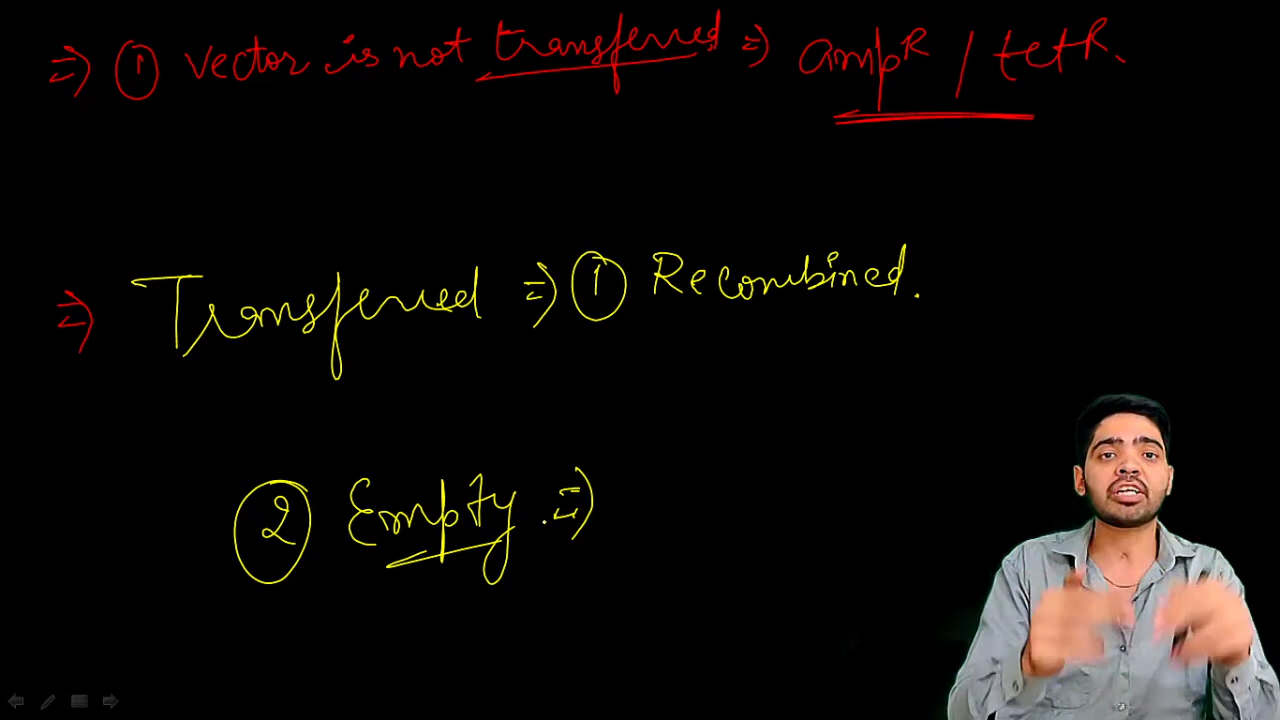 => ① vector is not transferred => ampR / tetR.
=> Transferred => ① Recombined.
② Empty. =>